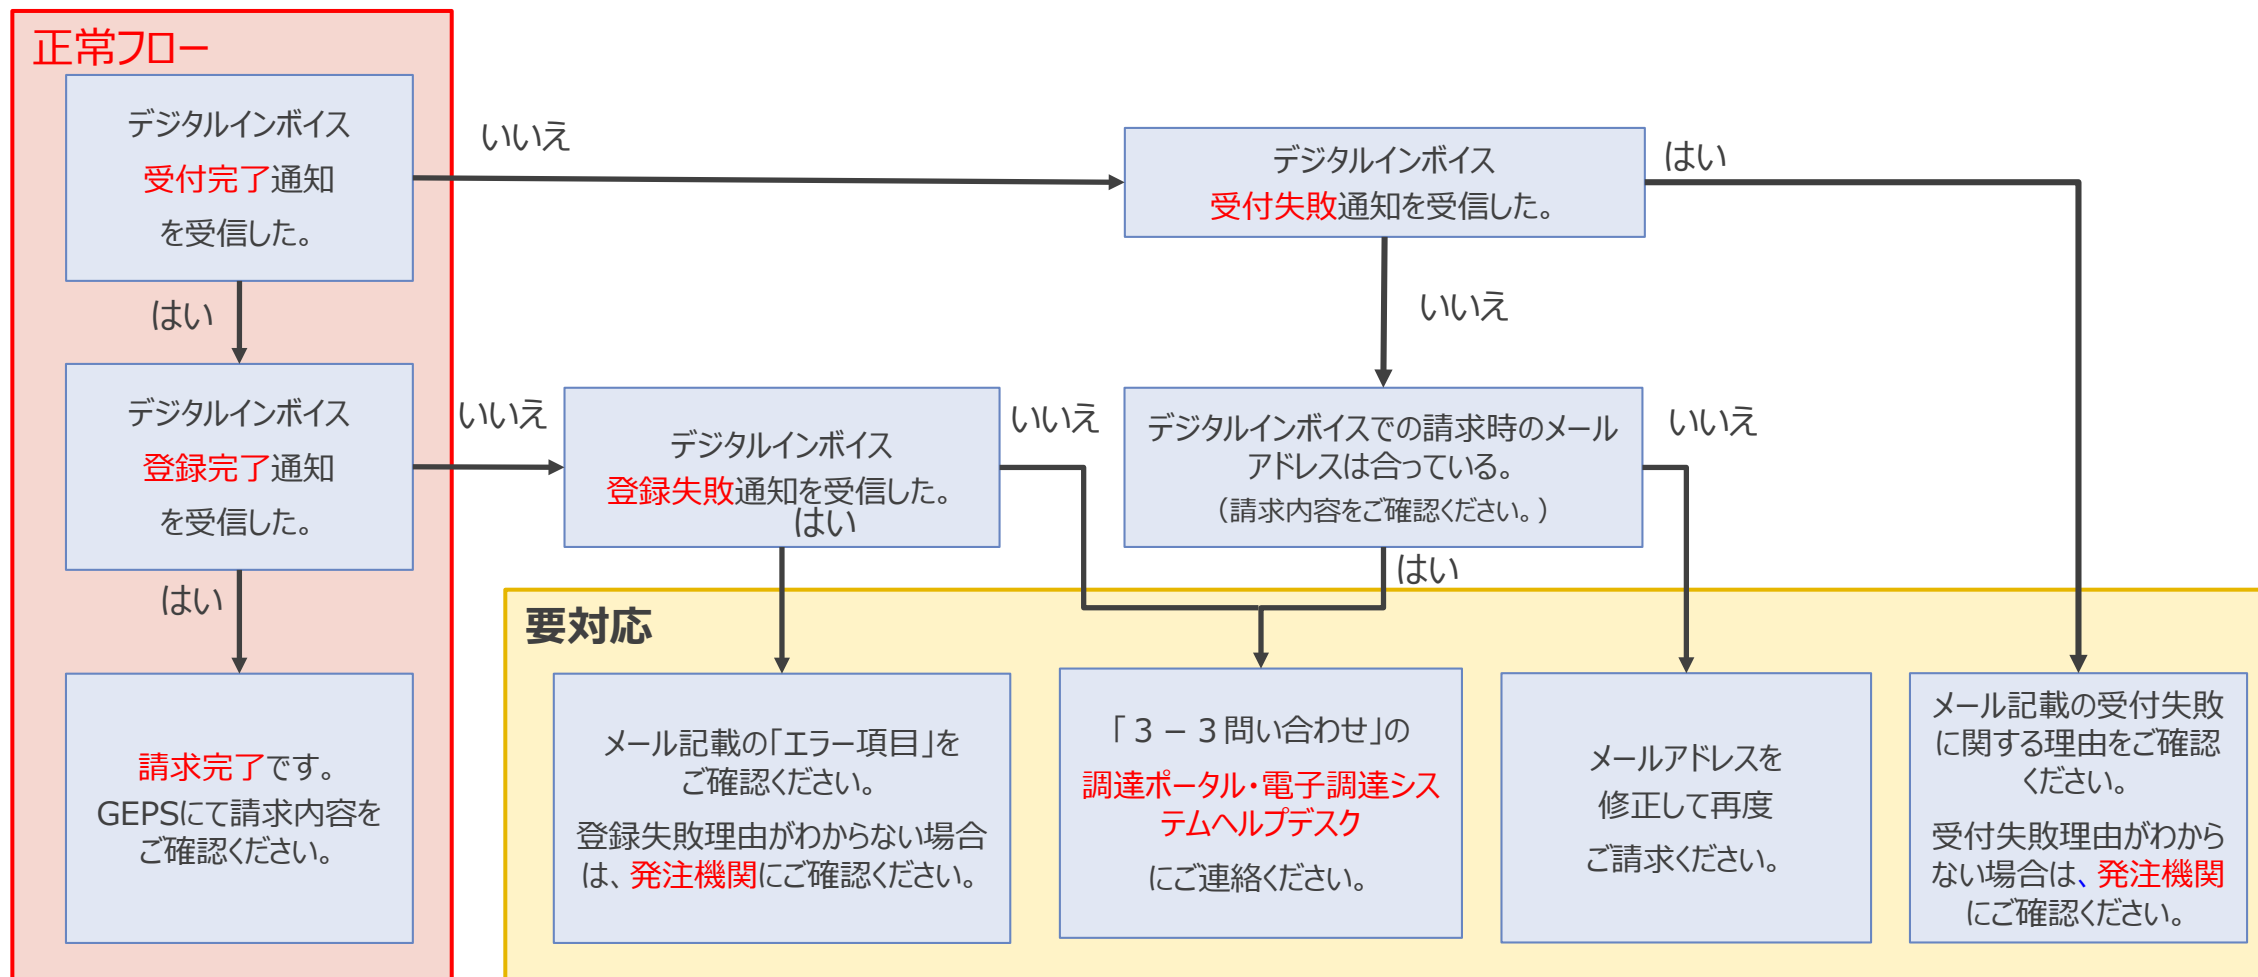 正常フロー
デジタルインボイス
受付完了通知
を受信した。
いいえ
デジタルインボイス
受付失敗通知を受信した。
はい
はい
いいえ
デジタルインボイス
登録完了通知
を受信した。
いいえ
デジタルインボイス
登録失敗通知を受信した。
はい
いいえ
デジタルインボイスでの請求時のメール
アドレスは合っている。
（請求内容をご確認ください。）
いいえ
はい
はい
要対応
請求完了です。
GEPSにて請求内容を
ご確認ください。
メール記載の「エラー項目」を
ご確認ください。
登録失敗理由がわからない場合
は、発注機関にご確認ください。
「３－３問い合わせ」の
調達ポータル・電子調達シス
テムヘルプデスク
にご連絡ください。
メールアドレスを
修正して再度
ご請求ください。
メール記載の受付失敗
に関する理由をご確認
ください。
受付失敗理由がわから
ない場合は、発注機関
にご確認ください。